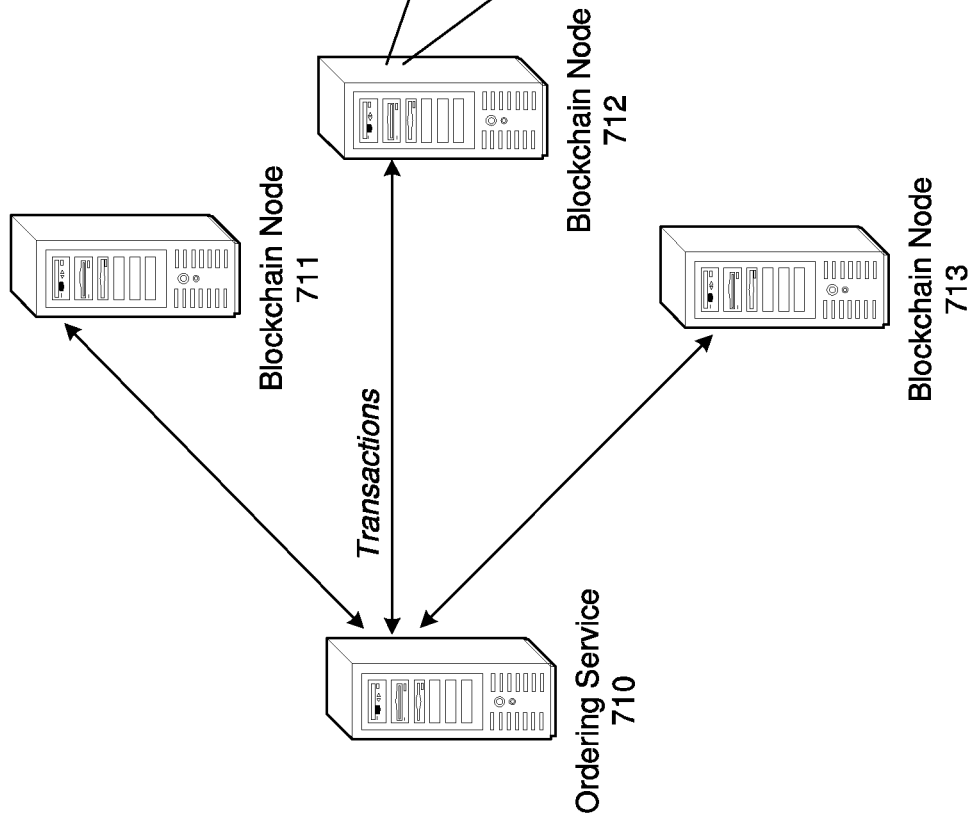 Blockchain Node
711
Blockchain Node
712
Transactions
Ordering Service
710
Blockchain Node
713